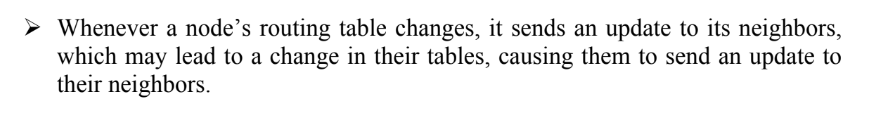 ➢ Whenever a node’s routing table changes, it sends an update to its neighbors,
which may lead to a change in their tables, causing them to send an update to
their neighbors.